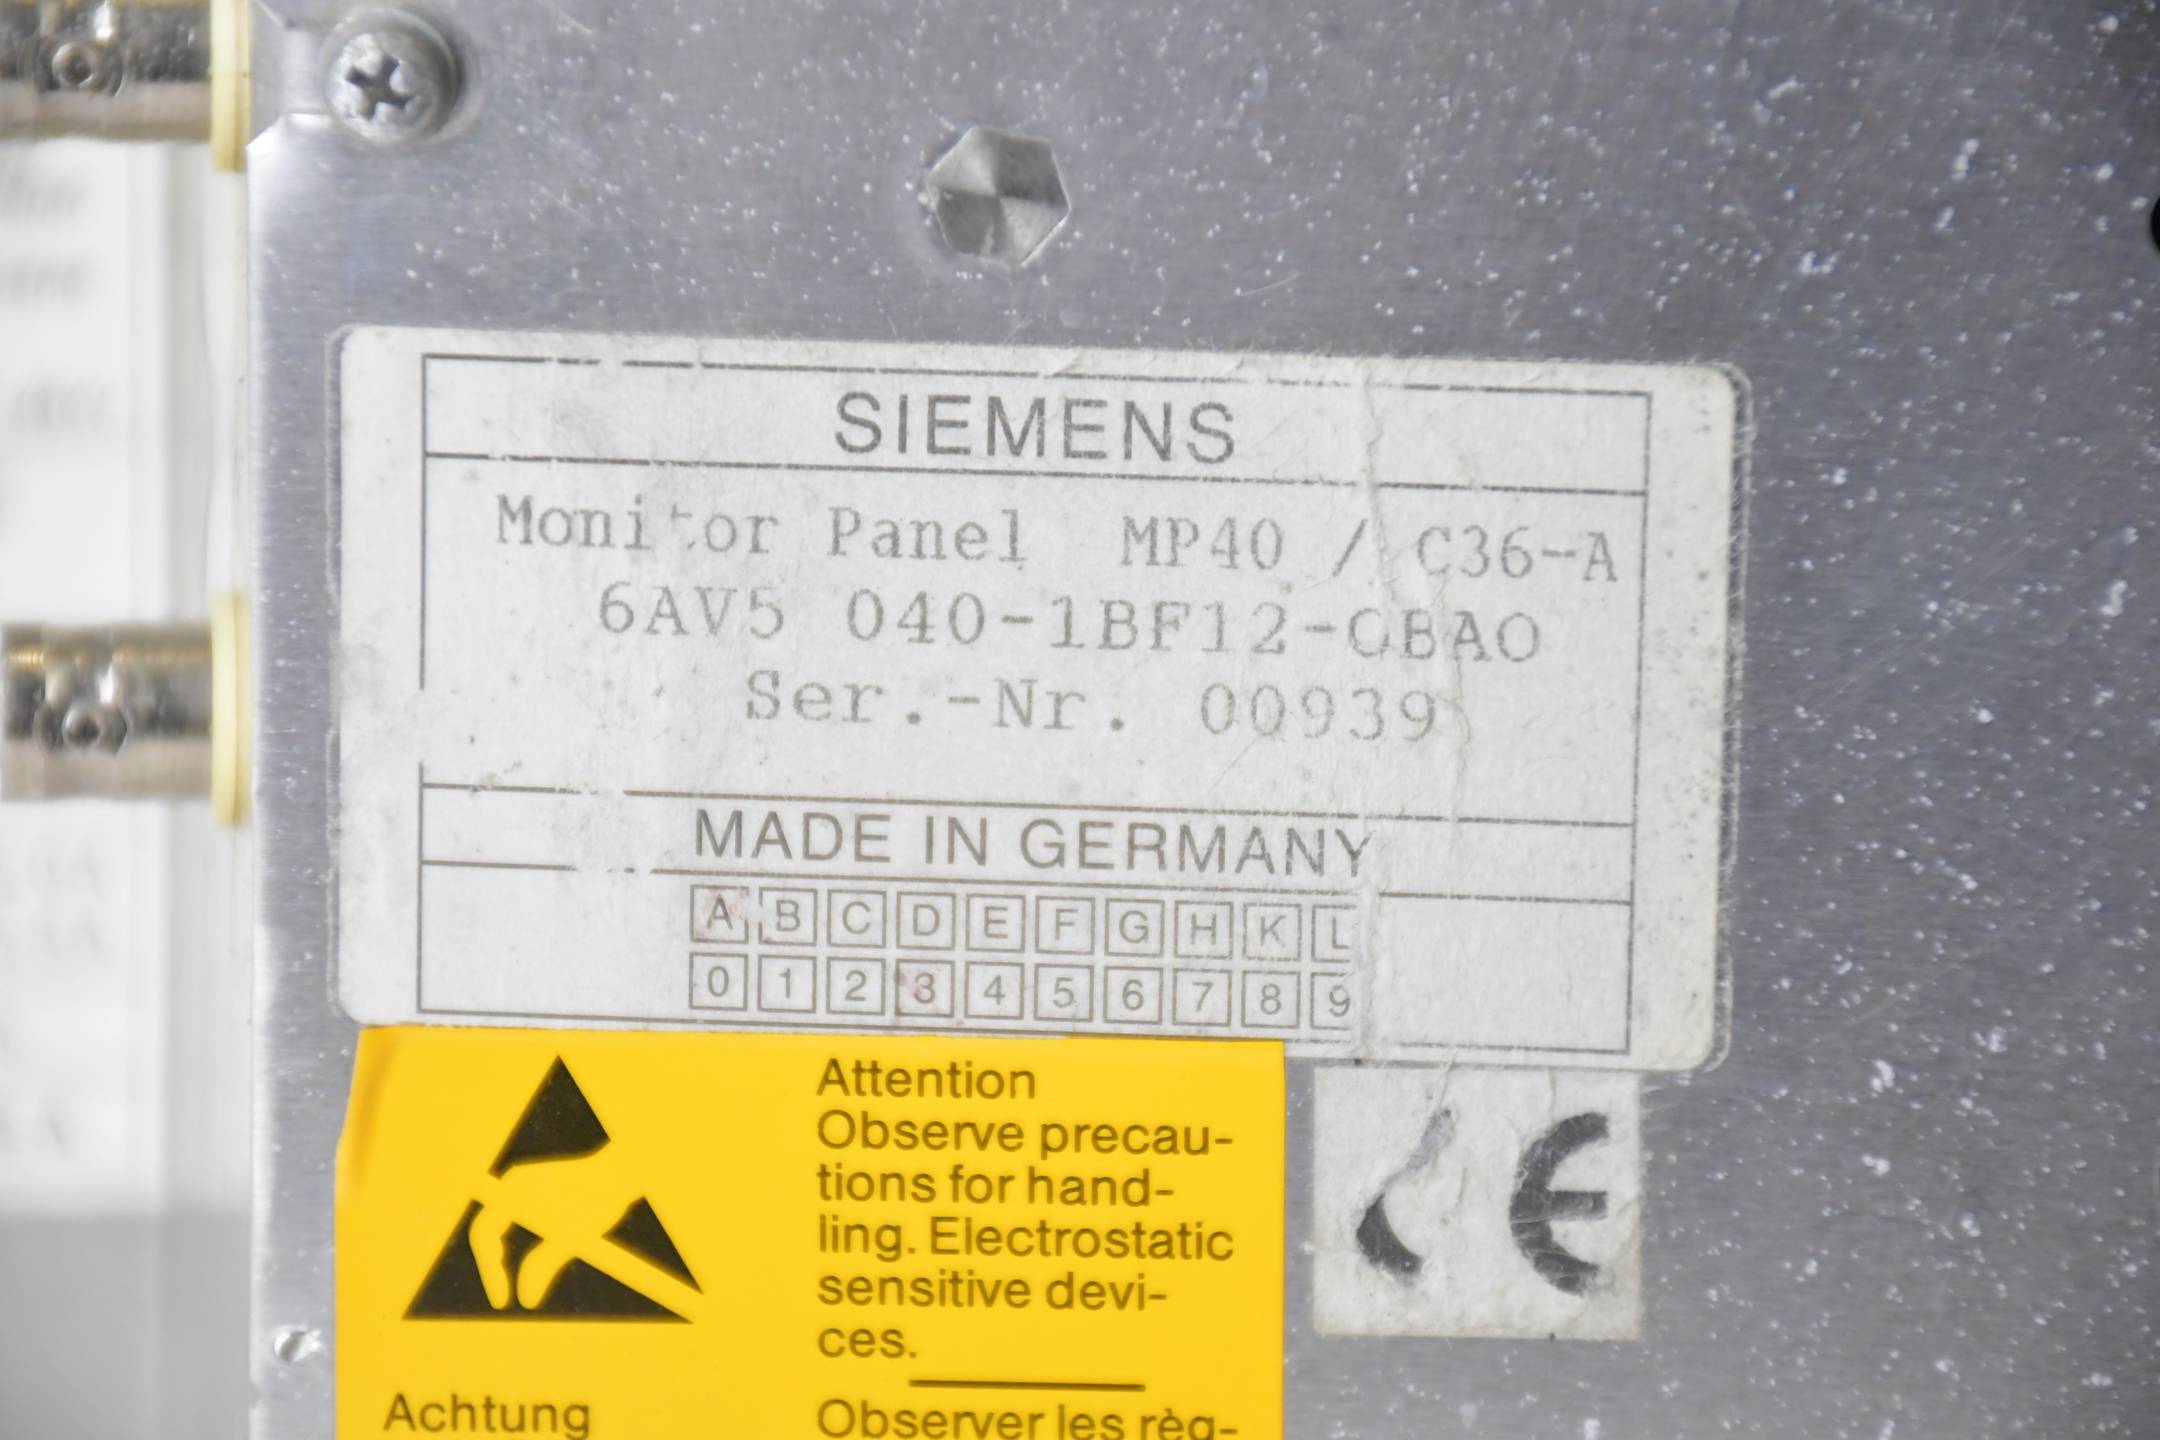 SIEMENS
Monitor Panel MP40 / C36-A
6AV5 040-1BF12-0BA0
Ser.-Nr. 00939
MADE IN GERMANY
A B C D E F G H K L
0 1 2 3 4 5 6 7 8 9
Attention
Observe precau-
tions for hand-
ling. Electrostatic
sensitive devi-
ces.
Achtung
Observer les règ-
CE